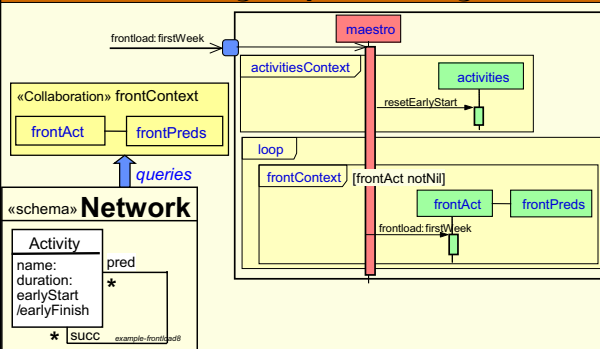 frontload:firstWeek
maestro
activitiesContext
activities
resetEarlyStart
«Collaboration» frontContext
frontAct
frontPreds
loop
frontContext [frontAct notNil]
queries
frontAct
frontPreds
frontload:firstWeek
«schema» Network
Activity
name:
duration:
earlyStart
/earlyFinish
pred
*
* succ
example-frontload8